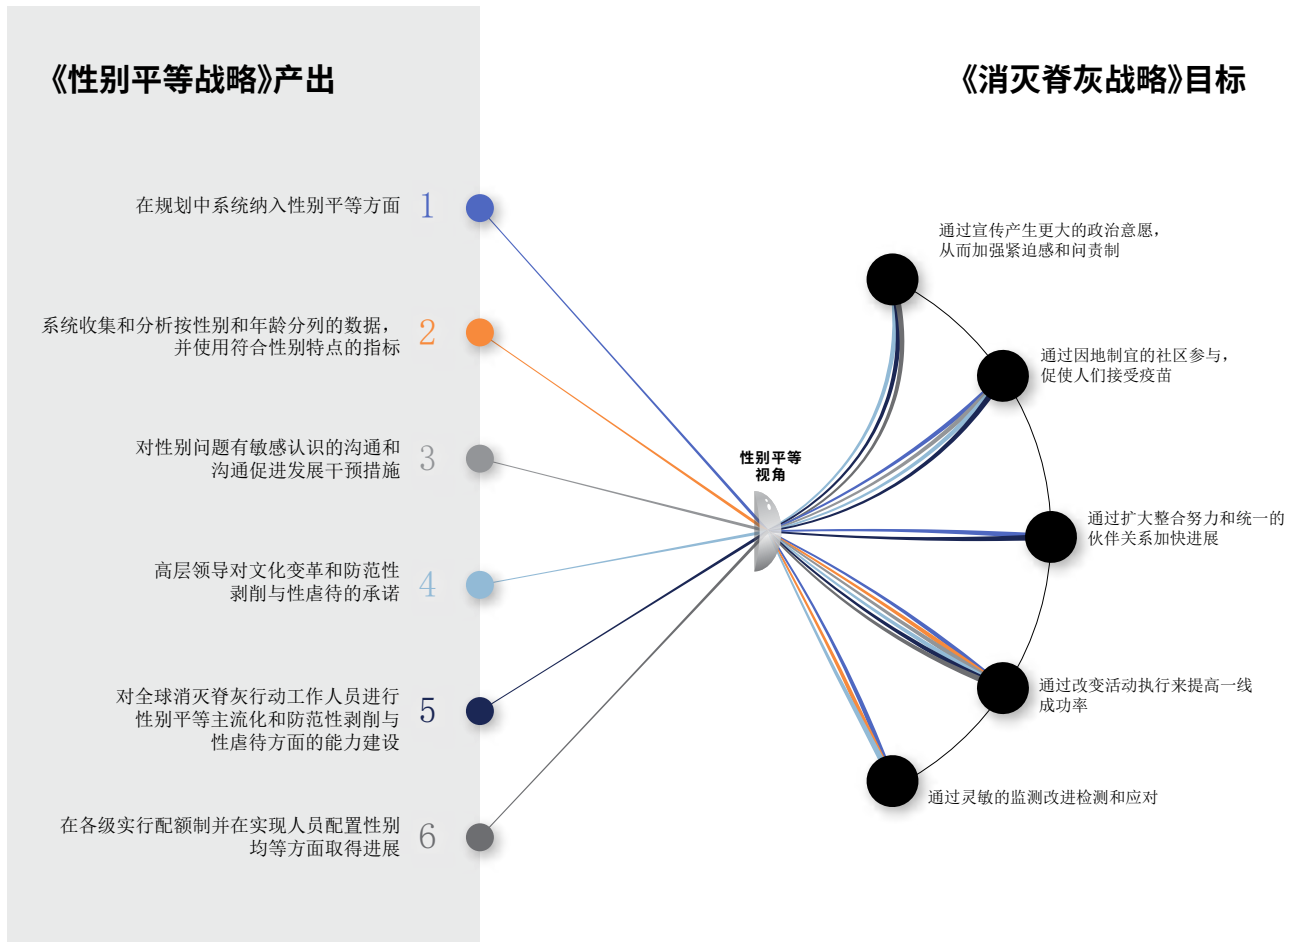 《性别平等战略》产出
在规划中系统纳入性别平等方面
1
系统收集和分析按性别和年龄分列的数据，
并使用符合性别特点的指标
2
对性别问题有敏感认识的沟通和
沟通促进发展干预措施
3
高层领导对文化变革和防范性
剥削与性虐待的承诺
4
对全球消灭脊灰行动工作人员进行
性别平等主流化和防范性剥削与
性虐待方面的能力建设
5
在各级实行配额制并在实现人员配置性别
均等方面取得进展
6
性别平等
视角
《消灭脊灰战略》目标
通过宣传产生更大的政治意愿，
从而加强紧迫感和问责制
通过因地制宜的社区参与，
促使人们接受疫苗
通过扩大整合努力和统一的
伙伴关系加快进展
通过改变活动执行来提高一线
成功率
通过灵敏的监测改进检测和应对